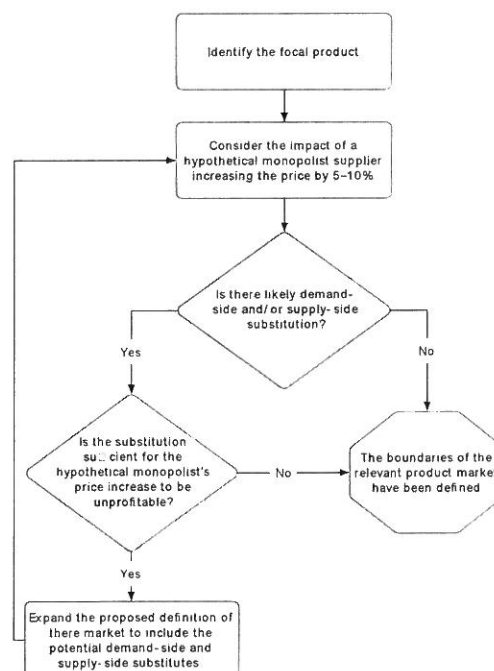 Identify the focal product
Consider the impact of a
hypothetical monopolist supplier
increasing the price by 5–10%
Is there likely demand-
side and/or supply-side
substitution?
Yes
No
Is the substitution
cient for the
hypothetical monopolist's
price increase to be
unprofitable?
No
The boundaries of the
relevant product market
have been defined
Yes
Expand the proposed definition of
there market to include the
potential demand-side and
supply-side substitutes